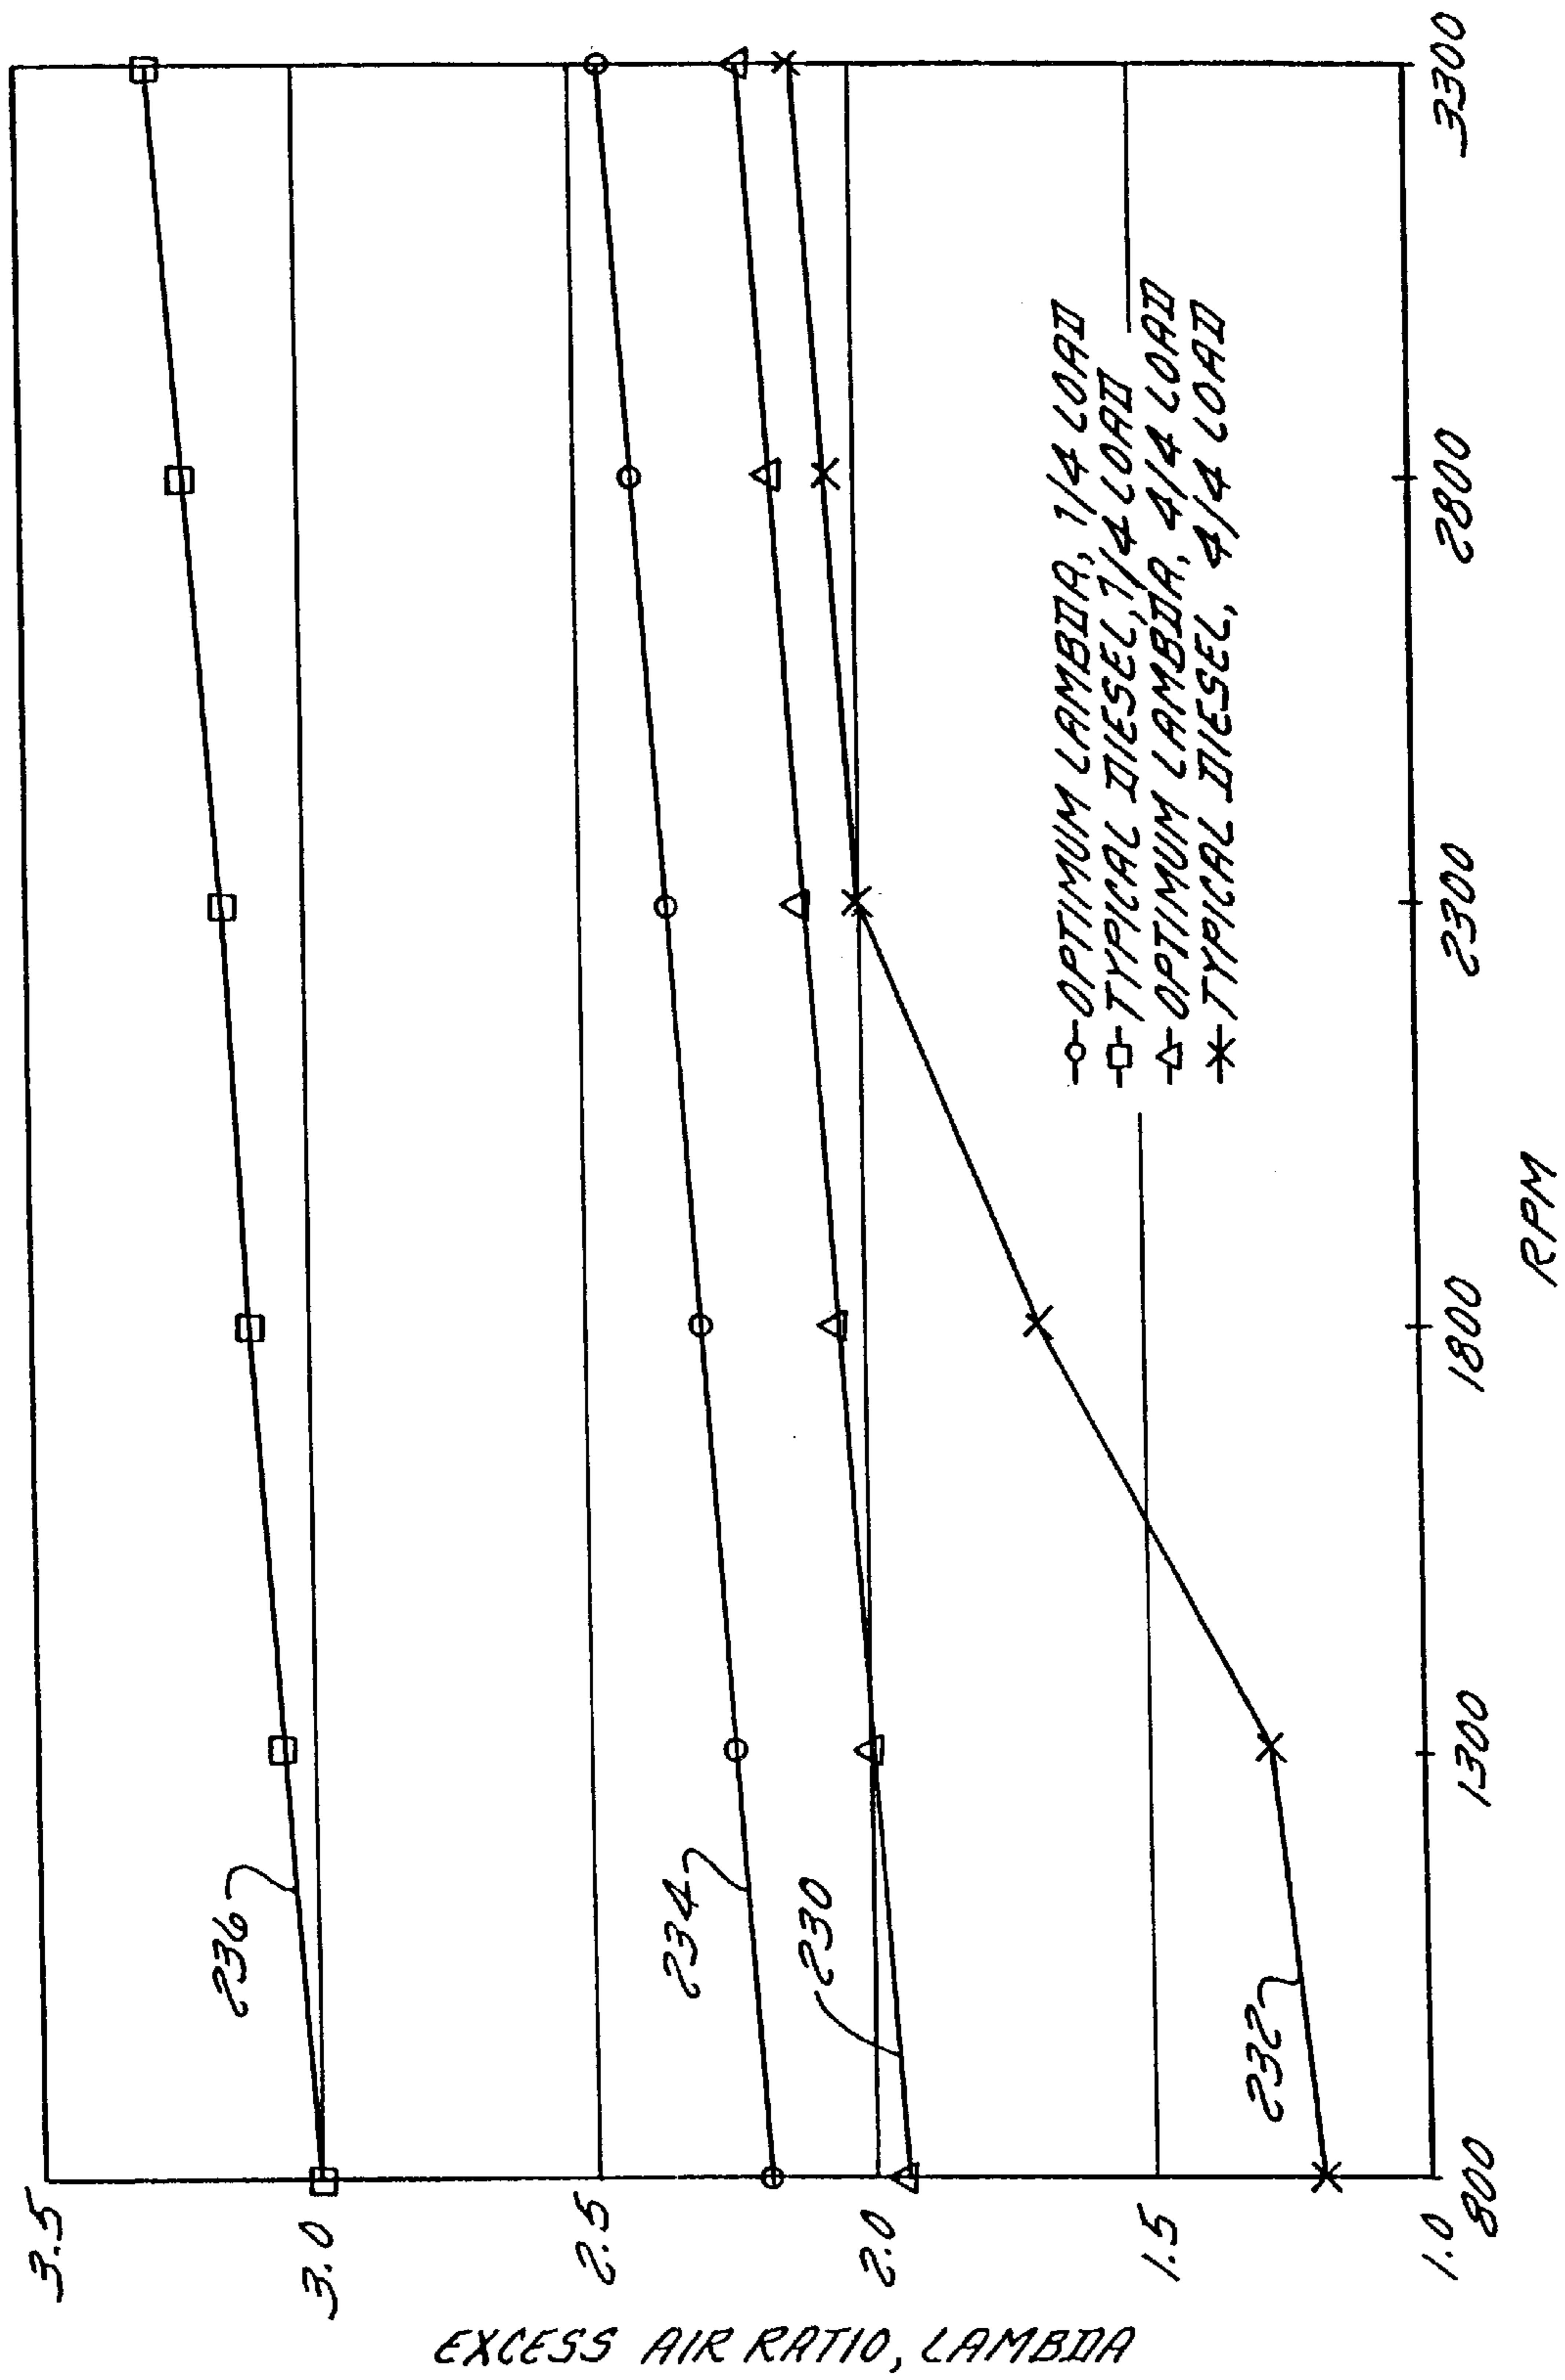 3.5
3.0
2.5
2.0
1.5
1.0
EXCESS AIR RATIO, LAMBDA
236
234
230
232
OPTIMUM LAMBDA, 1/4 LOAD
TYPICAL DIESEL, 1/4 LOAD
OPTIMUM LAMBDA, 4/4 LOAD
TYPICAL DIESEL, 4/4 LOAD
800
1300
1800
2300
2800
3300
RPM